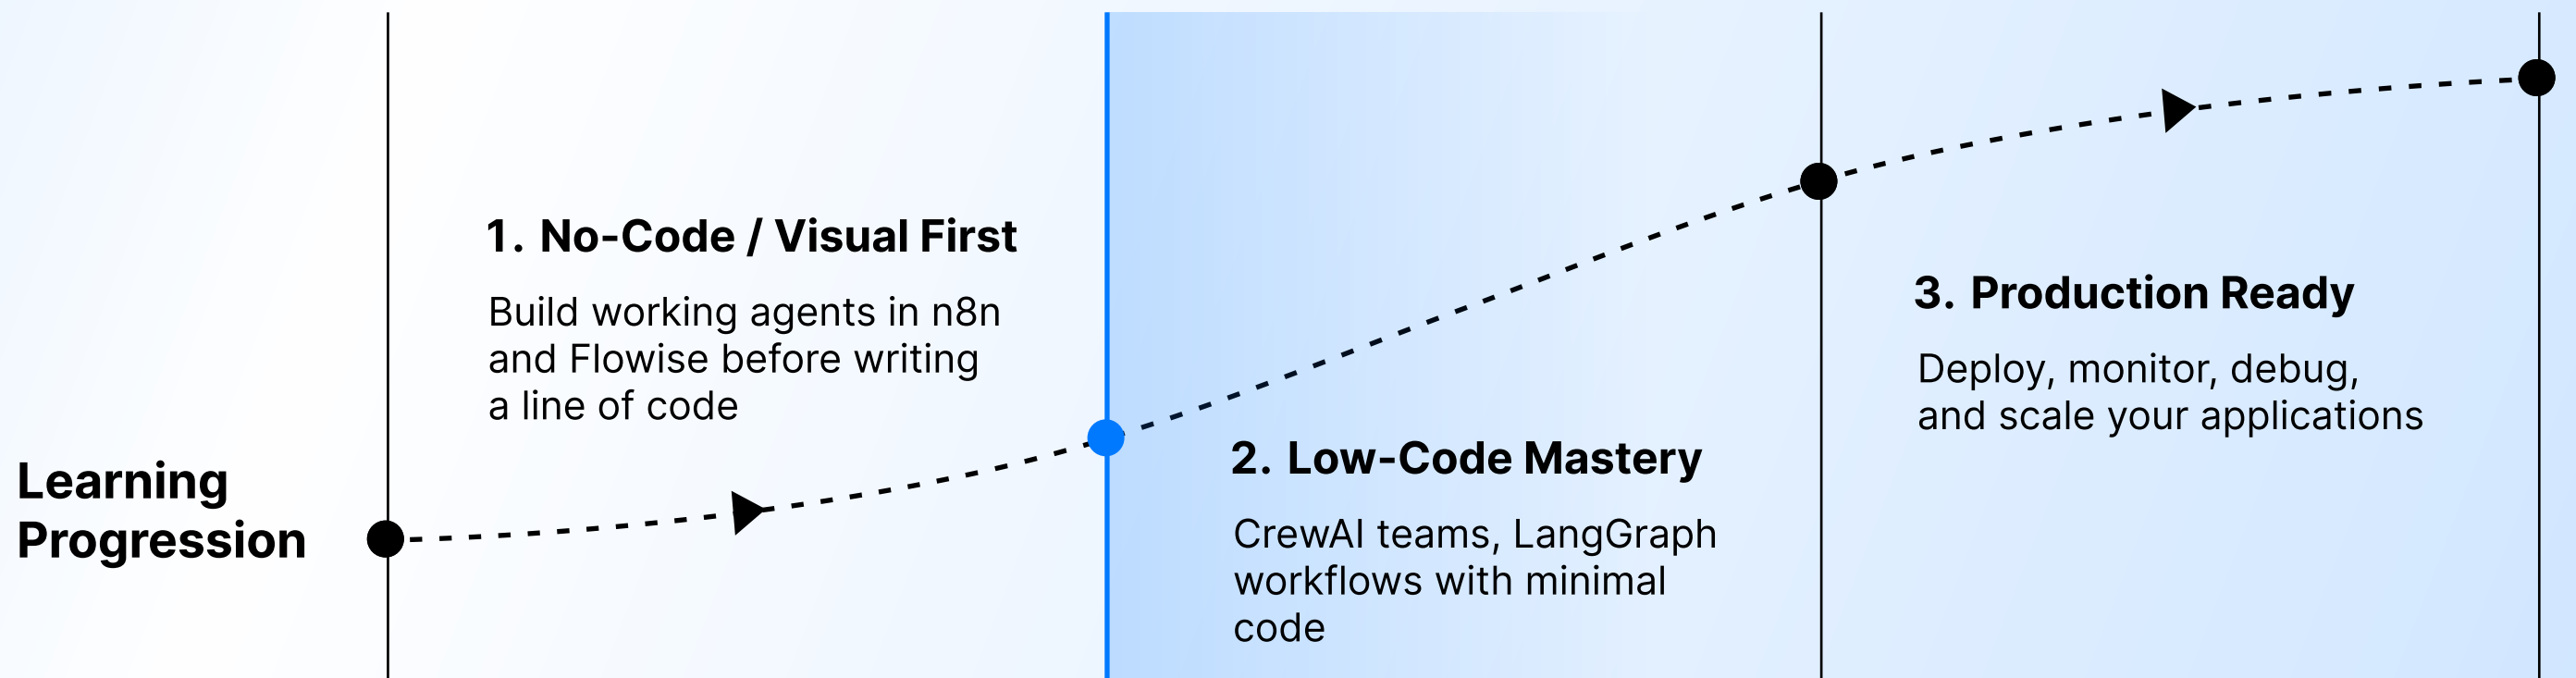 Learning
Progression
1. No-Code / Visual First
Build working agents in n8n
and Flowise before writing
a line of code
2. Low-Code Mastery
CrewAI teams, LangGraph
workflows with minimal
code
3. Production Ready
Deploy, monitor, debug,
and scale your applications